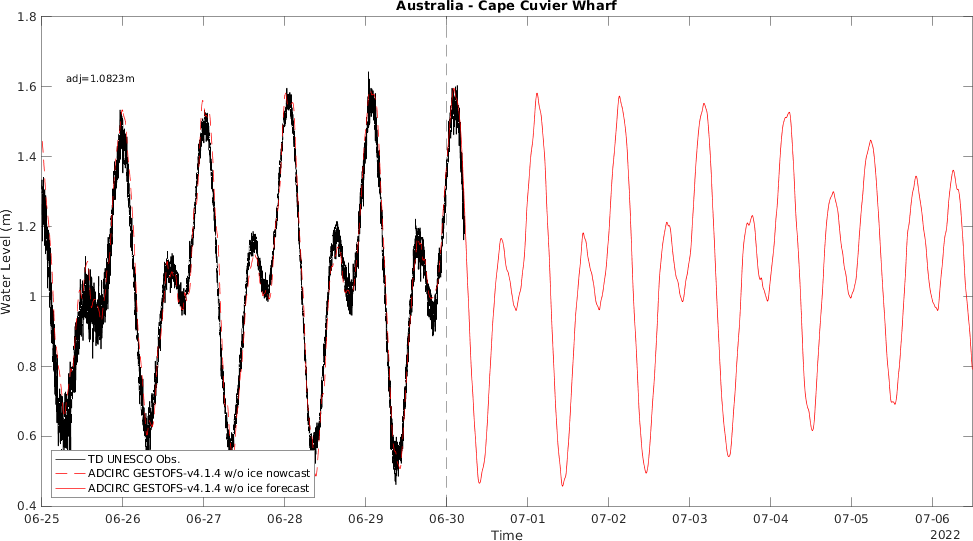 Australia - Cape Cuvier Wharf
1.8
1.6
1.4
1.2
1
0.8
0.6
0.4
Water Level (m)
adj=1.0823m
TD UNESCO Obs.
ADCIRC GESTOFS-v4.1.4 w/o ice nowcast
ADCIRC GESTOFS-v4.1.4 w/o ice forecast
06-25 06-26 06-27 06-28 06-29 06-30 07-01 07-02 07-03 07-04 07-05 07-06
2022
Time